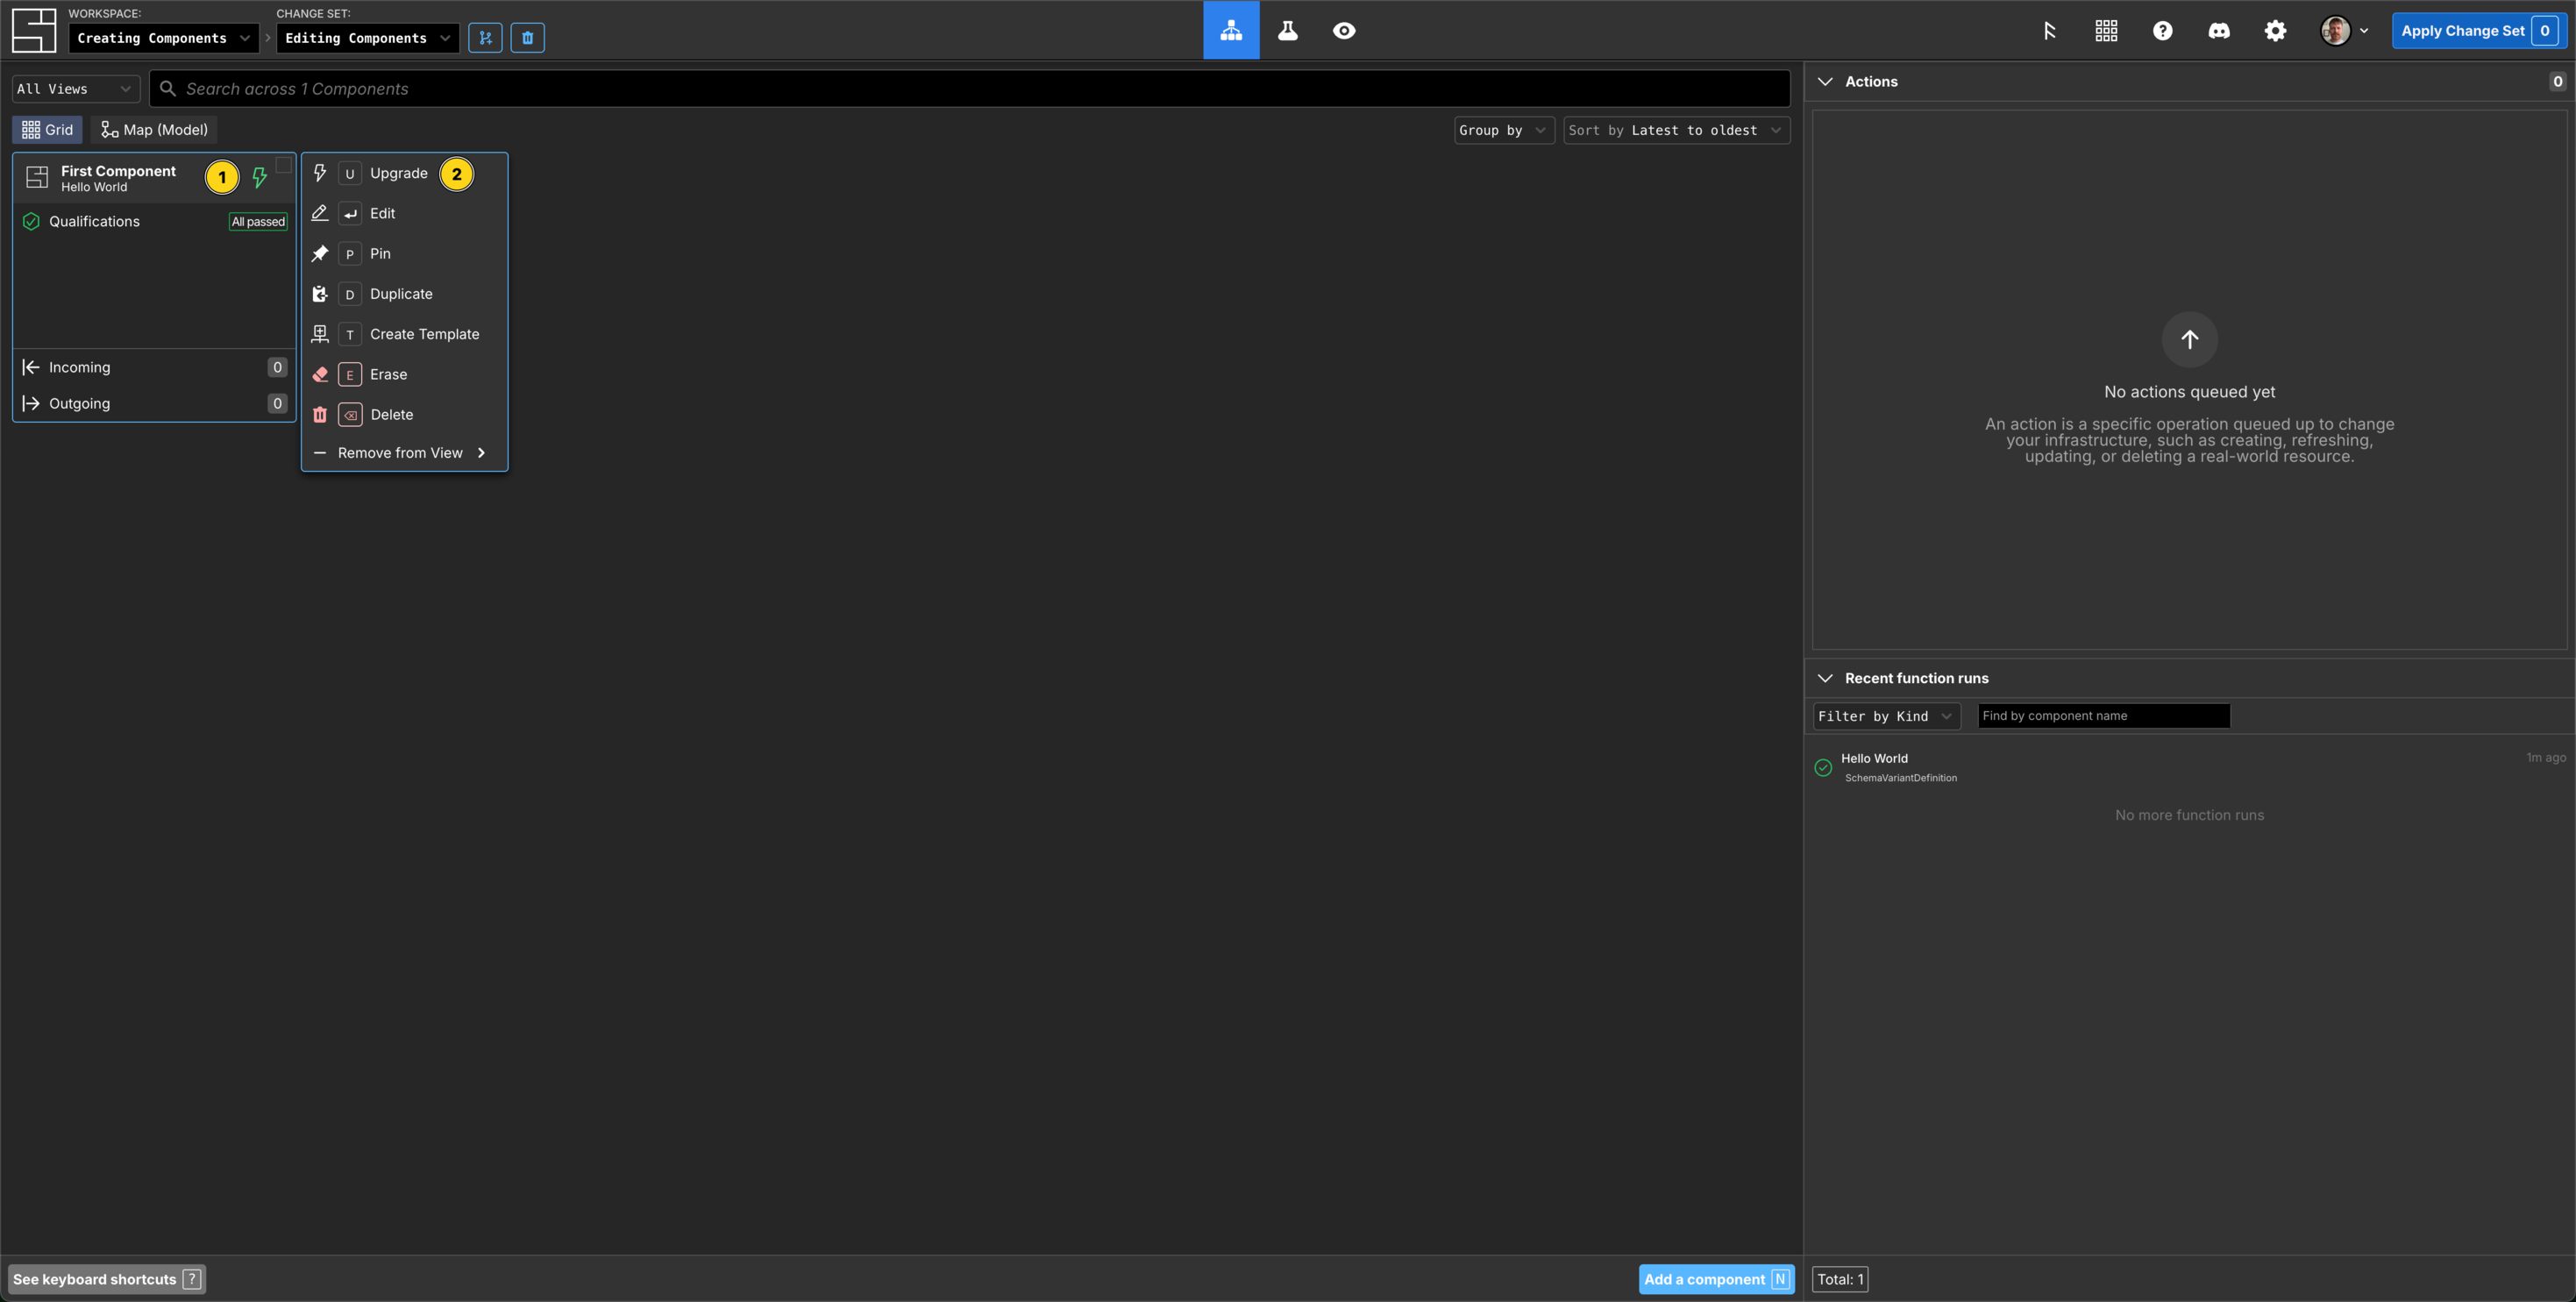 WORKSPACE:
Creating Components
CHANGE SET:
Editing Components
Apply Change Set 0
All Views
Search across 1 Components
Grid
Map (Model)
Group by
Sort by Latest to oldest
First Component
Hello World
1
Qualifications
All passed
Incoming 0
Outgoing 0
U Upgrade 2
Edit
P Pin
D Duplicate
T Create Template
E Erase
Delete
Remove from View
Actions 0
No actions queued yet
An action is a specific operation queued up to change
your infrastructure, such as creating, refreshing,
updating, or deleting a real-world resource.
Recent function runs
Filter by Kind
Find by component name
Hello World
1m ago
SchemaVariantDefinition
No more function runs
See keyboard shortcuts ?
Add a component N
Total: 1